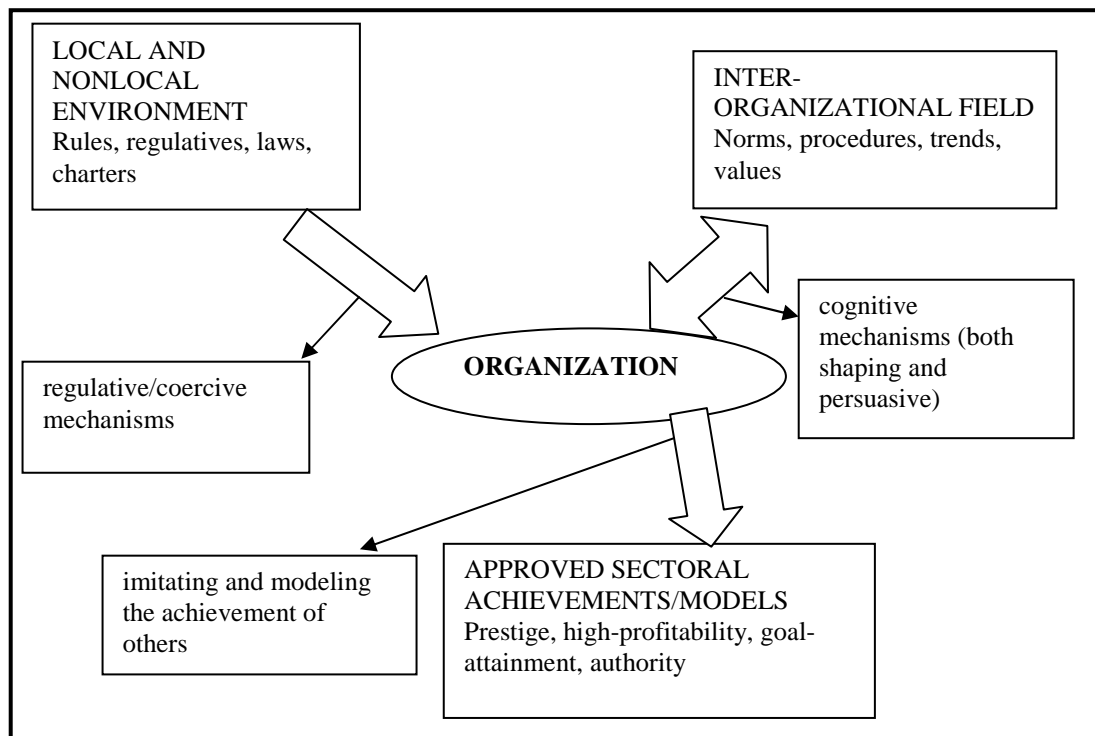 LOCAL AND
NONLOCAL
ENVIRONMENT
Rules, regulatives, laws,
charters
INTER-
ORGANIZATIONAL FIELD
Norms, procedures, trends,
values
cognitive
mechanisms (both
shaping and
persuasive)
ORGANIZATION
regulative/coercive
mechanisms
imitating and modeling
the achievement of
others
APPROVED SECTORAL
ACHIEVEMENTS/MODELS
Prestige, high-profitability, goal-
attainment, authority